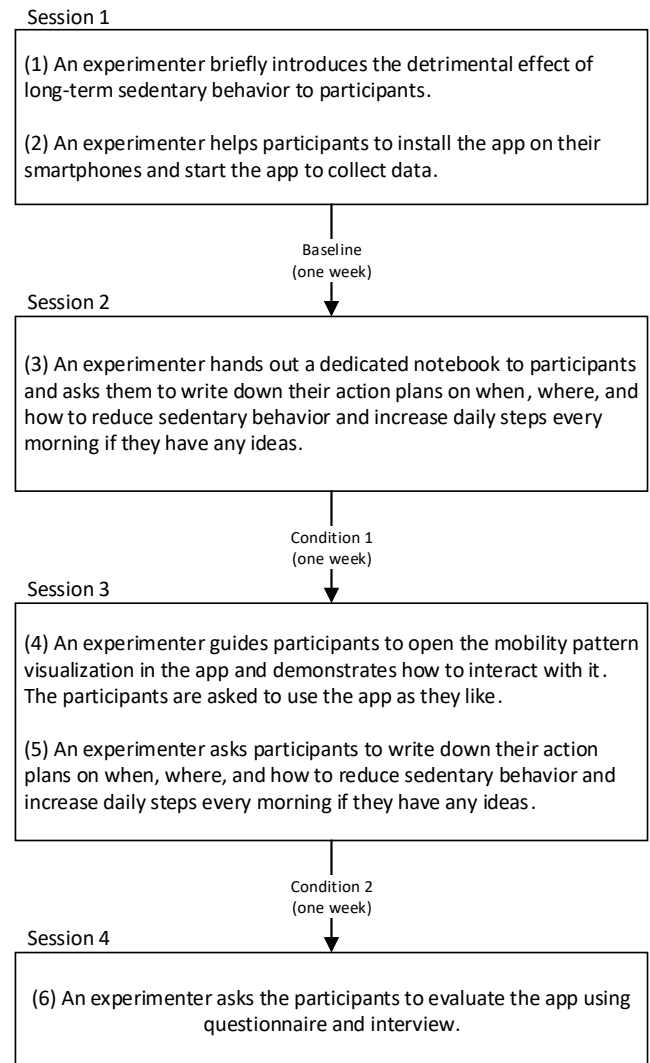 Session 1
(1) An experimenter briefly introduces the detrimental effect of
long-term sedentary behavior to participants.
(2) An experimenter helps participants to install the app on their
smartphones and start the app to collect data.
Baseline
(one week)
Session 2
(3) An experimenter hands out a dedicated notebook to participants
and asks them to write down their action plans on when, where, and
how to reduce sedentary behavior and increase daily steps every
morning if they have any ideas.
Condition 1
(one week)
Session 3
(4) An experimenter guides participants to open the mobility pattern
visualization in the app and demonstrates how to interact with it.
The participants are asked to use the app as they like.
(5) An experimenter asks participants to write down their action
plans on when, where, and how to reduce sedentary behavior and
increase daily steps every morning if they have any ideas.
Condition 2
(one week)
Session 4
(6) An experimenter asks the participants to evaluate the app using
questionnaire and interview.